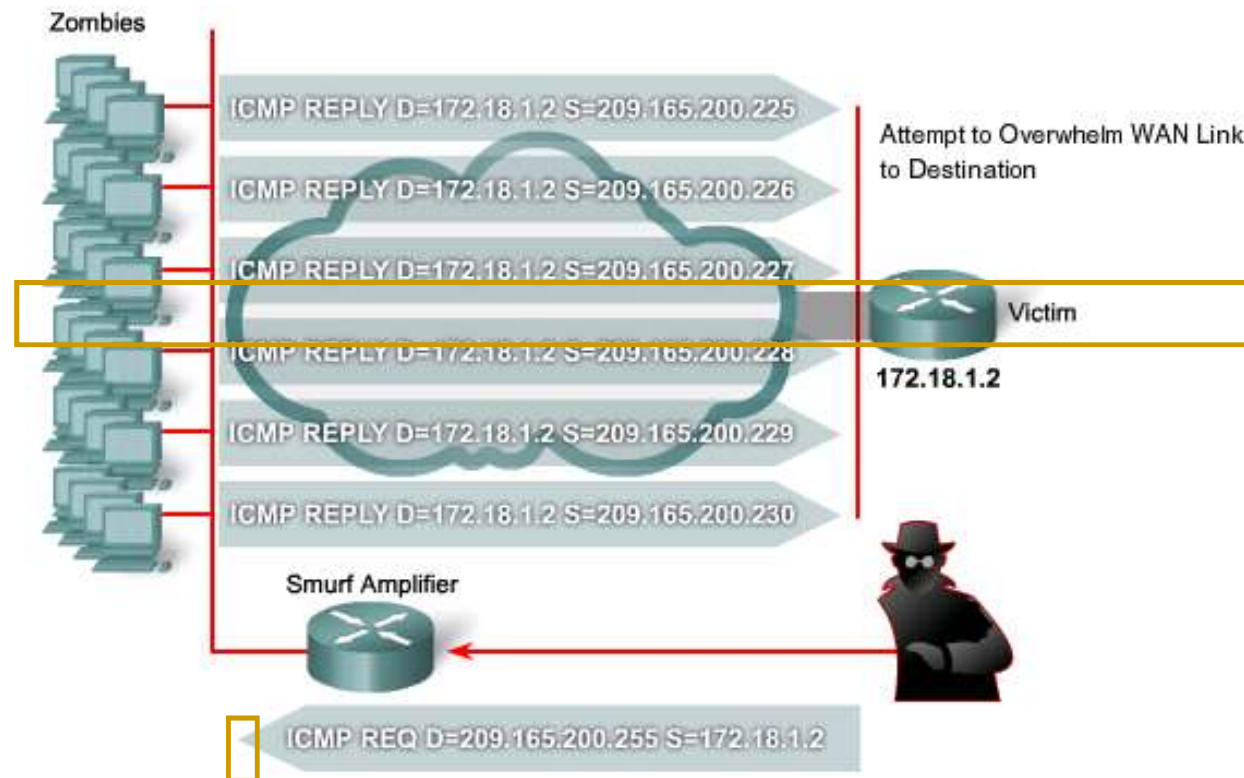 Zombies
ICMP REPLY D=172.18.1.2 S=209.165.200.225
Attempt to Overwhelm WAN Link
to Destination
ICMP REPLY D=172.18.1.2 S=209.165.200.226
ICMP REPLY D=172.18.1.2 S=209.165.200.227
Victim
ICMP REPLY D=172.18.1.2 S=209.165.200.228
172.18.1.2
ICMP REPLY D=172.18.1.2 S=209.165.200.229
ICMP REPLY D=172.18.1.2 S=209.165.200.230
Smurf Amplifier
ICMP REQ D=209.165.200.255 S=172.18.1.2